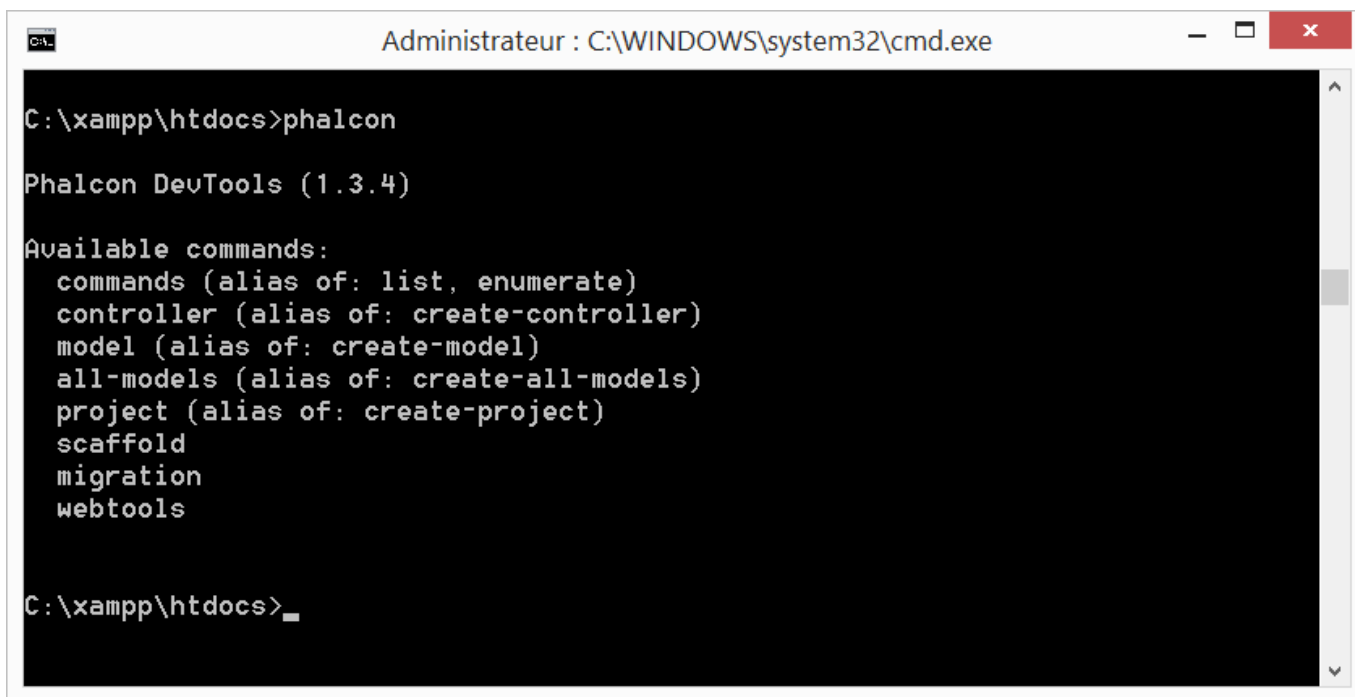 Administrateur : C:\WINDOWS\system32\cmd.exe
C:\xampp\htdocs>phalcon
Phalcon DevTools (1.3.4)
Available commands:
commands (alias of: list, enumerate)
controller (alias of: create-controller)
model (alias of: create-model)
all-models (alias of: create-all-models)
project (alias of: create-project)
scaffold
migration
webtools
C:\xampp\htdocs>_